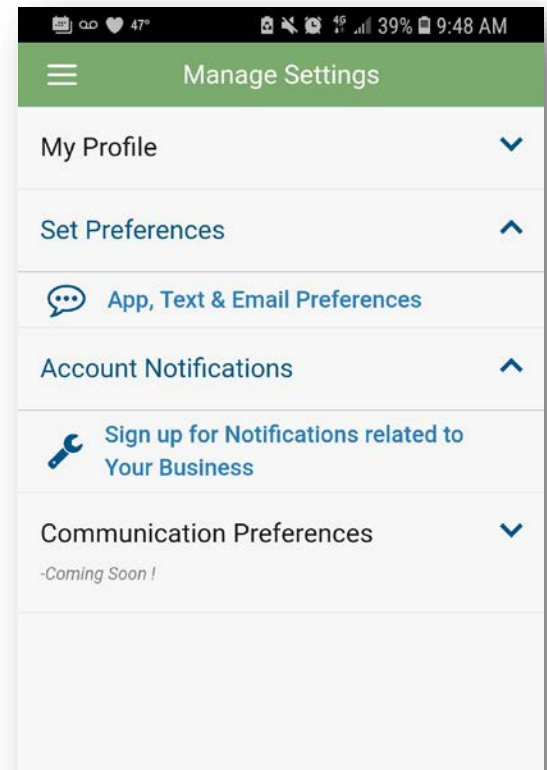 47° 4G 39% 9:48 AM
Manage Settings
My Profile
Set Preferences
App, Text & Email Preferences
Account Notifications
Sign up for Notifications related to
Your Business
Communication Preferences
-Coming Soon !